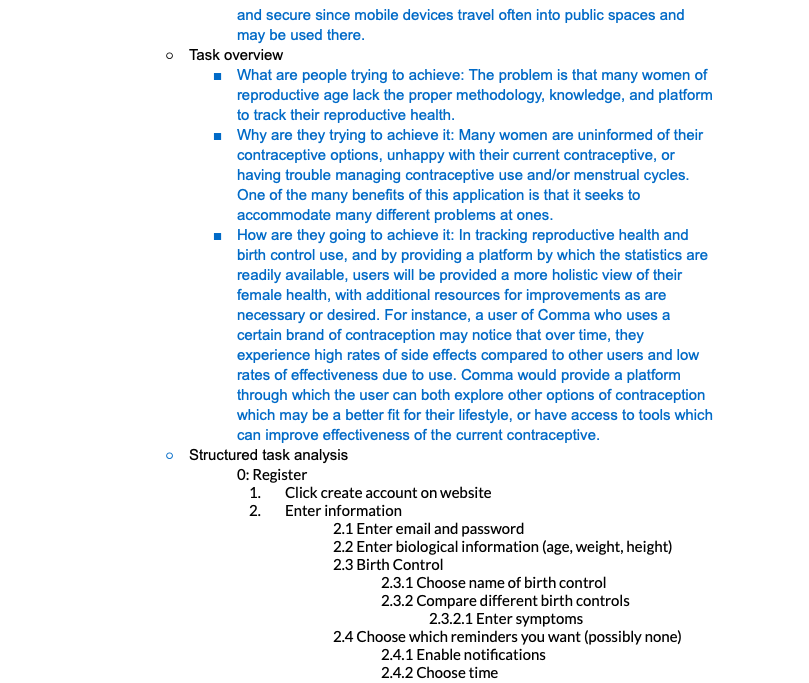 and secure since mobile devices travel often into public spaces and
may be used there.
○ Task overview
■ What are people trying to achieve: The problem is that many women of
reproductive age lack the proper methodology, knowledge, and platform
to track their reproductive health.
■ Why are they trying to achieve it: Many women are uninformed of their
contraceptive options, unhappy with their current contraceptive, or
having trouble managing contraceptive use and/or menstrual cycles.
One of the many benefits of this application is that it seeks to
accommodate many different problems at ones.
■ How are they going to achieve it: In tracking reproductive health and
birth control use, and by providing a platform by which the statistics are
readily available, users will be provided a more holistic view of their
female health, with additional resources for improvements as are
necessary or desired. For instance, a user of Comma who uses a
certain brand of contraception may notice that over time, they
experience high rates of side effects compared to other users and low
rates of effectiveness due to use. Comma would provide a platform
through which the user can both explore other options of contraception
which may be a better fit for their lifestyle, or have access to tools which
can improve effectiveness of the current contraceptive.
○ Structured task analysis
0: Register
1. Click create account on website
2. Enter information
2.1 Enter email and password
2.2 Enter biological information (age, weight, height)
2.3 Birth Control
2.3.1 Choose name of birth control
2.3.2 Compare different birth controls
2.3.2.1 Enter symptoms
2.4 Choose which reminders you want (possibly none)
2.4.1 Enable notifications
2.4.2 Choose time